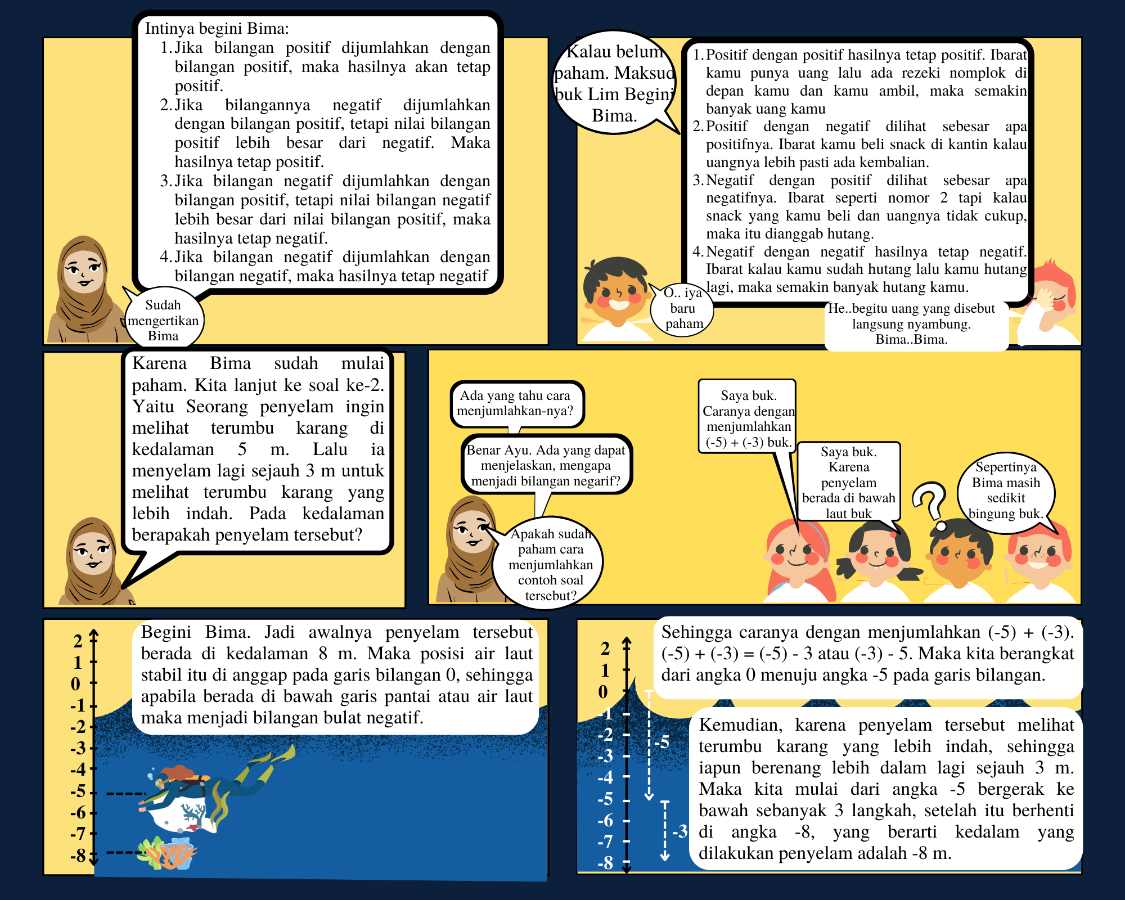 Intinya begini Bima:
1. Jika bilangan positif dijumlahkan dengan
bilangan positif, maka hasilnya akan tetap
positif.
2. Jika bilangannya negatif dijumlahkan
dengan bilangan positif, tetapi nilai bilangan
positif lebih besar dari negatif. Maka
hasilnya tetap positif.
3. Jika bilangan negatif dijumlahkan dengan
bilangan positif, tetapi nilai bilangan negatif
lebih besar dari nilai bilangan positif, maka
hasilnya tetap negatif.
4. Jika bilangan negatif dijumlahkan dengan
bilangan negatif, maka hasilnya tetap negatif
Sudah
mengertikan
Bima
Kalau belum
paham. Maksud
buk Lim Begini
Bima.
1. Positif dengan positif hasilnya tetap positif. Ibarat
kamu punya uang lalu ada rezeki nomplok di
depan kamu dan kamu ambil, maka semakin
banyak uang kamu
2. Positif dengan negatif dilihat sebesar apa
positifnya. Ibarat kamu beli snack di kantin kalau
uangnya lebih pasti ada kembalian.
3. Negatif dengan positif dilihat sebesar apa
negatifnya. Ibarat seperti nomor 2 tapi kalau
snack yang kamu beli dan uangnya tidak cukup,
maka itu dianggab hutang.
4. Negatif dengan negatif hasilnya tetap negatif.
Ibarat kalau kamu sudah hutang lalu kamu hutang
lagi, maka semakin banyak hutang kamu.
O.. iya
baru
paham
He..begitu uang yang disebut
langsung nyambung.
Bima..Bima.
Karena Bima sudah mulai
paham. Kita lanjut ke soal ke-2.
Yaitu Seorang penyelam ingin
melihat terumbu karang di
kedalaman 5 m. Lalu ia
menyelam lagi sejauh 3 m untuk
melihat terumbu karang yang
lebih indah. Pada kedalaman
berapakah penyelam tersebut?
Ada yang tahu cara
menjumlahkan-nya?
Saya buk.
Caranya dengan
menjumlahkan
(-5) + (-3) buk.
Benar Ayu. Ada yang dapat
menjelaskan, mengapa
menjadi bilangan negarif?
Saya buk.
Karena
penyelam
berada di bawah
laut buk
Apakah sudah
paham cara
menjumlahkan
contoh soal
tersebut?
?
Sepertinya
Bima masih
sedikit
bingung buk.
Begini Bima. Jadi awalnya penyelam tersebut
berada di kedalaman 8 m. Maka posisi air laut
stabil itu di anggap pada garis bilangan 0, sehingga
apabila berada di bawah garis pantai atau air laut
maka menjadi bilangan bulat negatif.
2
1
0
-1
-2
-3
-4
-5
-6
-7
-8
Sehingga caranya dengan menjumlahkan (-5) + (-3).
(-5) + (-3) = (-5) - 3 atau (-3) - 5. Maka kita berangkat
dari angka 0 menuju angka -5 pada garis bilangan.
2
1
0
-1
-2
-3
-4
-5
-6
-7
-8
-5
-3
Kemudian, karena penyelam tersebut melihat
terumbu karang yang lebih indah, sehingga
iapun berenang lebih dalam lagi sejauh 3 m.
Maka kita mulai dari angka -5 bergerak ke
bawah sebanyak 3 langkah, setelah itu berhenti
di angka -8, yang berarti kedalam yang
dilakukan penyelam adalah -8 m.